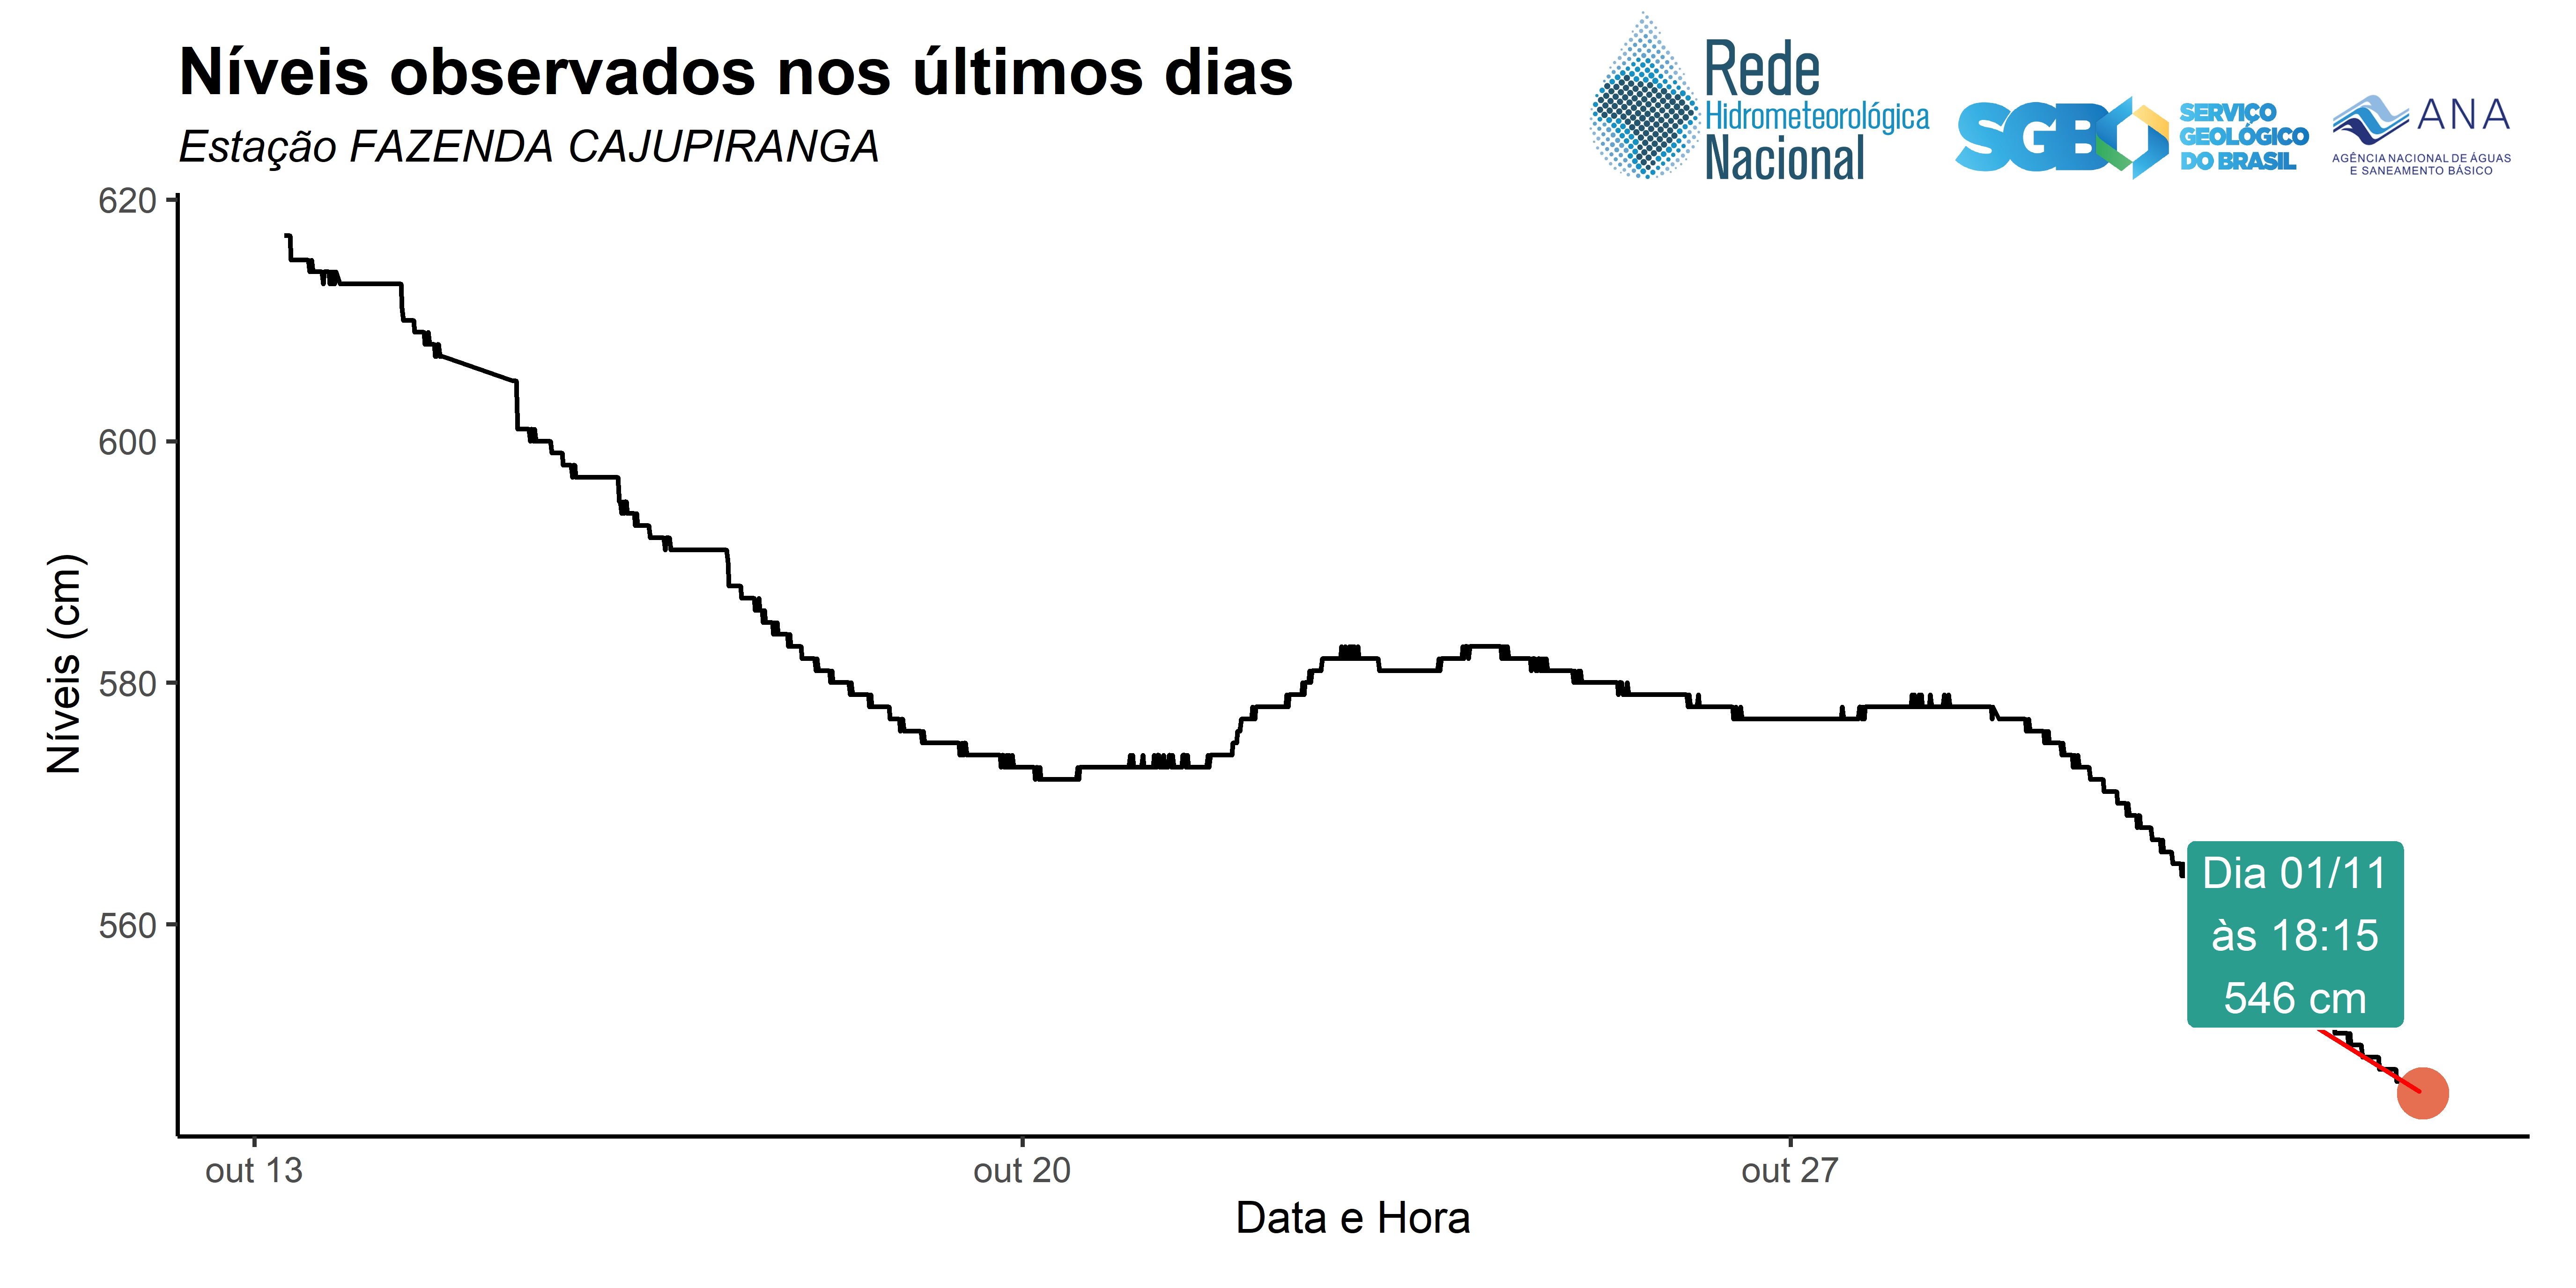 Níveis observados nos últimos dias
Estação FAZENDA CAJUPIRANGA
Rede
Hidrometeorológica
Nacional
SGB
SERVIÇO
GEOLÓGICO
DO BRASIL
ANA
AGÊNCIA NACIONAL DE ÁGUAS
E SANEAMENTO BÁSICO
Níveis (cm)
620
600
580
560
Dia 01/11
às 18:15
546 cm
out 13
out 20
out 27
Data e Hora